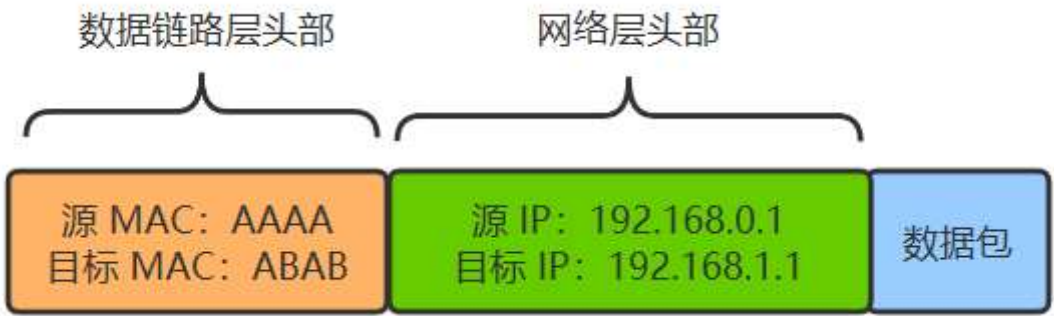 数据链路层头部
网络层头部
源 MAC：AAAA
目标 MAC：ABAB
源 IP：192.168.0.1
目标 IP：192.168.1.1
数据包